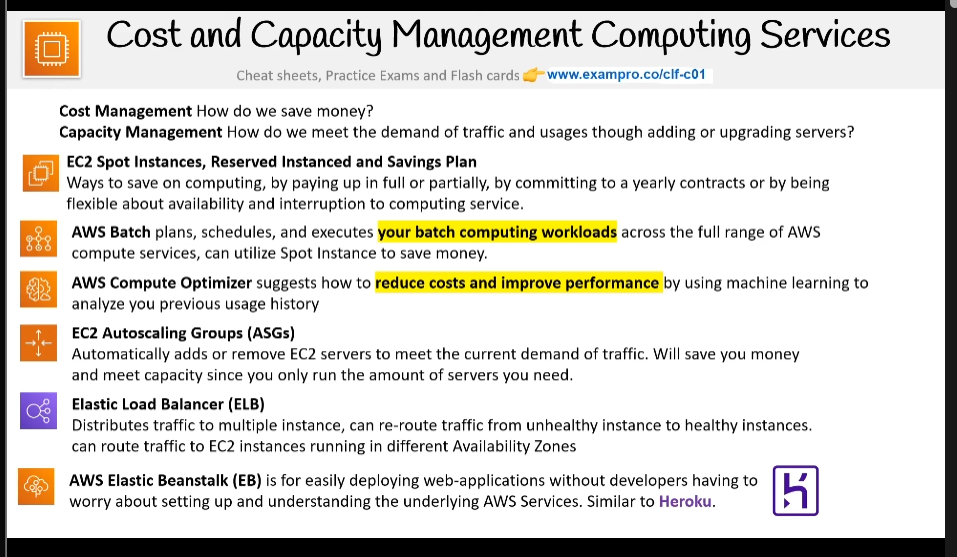 Cost and Capacity Management Computing Services
Cheat sheets, Practice Exams and Flash cards 👉 www.exampro.co/clf-c01
Cost Management How do we save money?
Capacity Management How do we meet the demand of traffic and usages though adding or upgrading servers?
EC2 Spot Instances, Reserved Instanced and Savings Plan
Ways to save on computing, by paying up in full or partially, by committing to a yearly contracts or by being
flexible about availability and interruption to computing service.
AWS Batch plans, schedules, and executes your batch computing workloads across the full range of AWS
compute services, can utilize Spot Instance to save money.
AWS Compute Optimizer suggests how to reduce costs and improve performance by using machine learning to
analyze you previous usage history
EC2 Autoscaling Groups (ASGs)
Automatically adds or remove EC2 servers to meet the current demand of traffic. Will save you money
and meet capacity since you only run the amount of servers you need.
Elastic Load Balancer (ELB)
Distributes traffic to multiple instance, can re-route traffic from unhealthy instance to healthy instances.
can route traffic to EC2 instances running in different Availability Zones
AWS Elastic Beanstalk (EB) is for easily deploying web-applications without developers having to
worry about setting up and understanding the underlying AWS Services. Similar to Heroku.